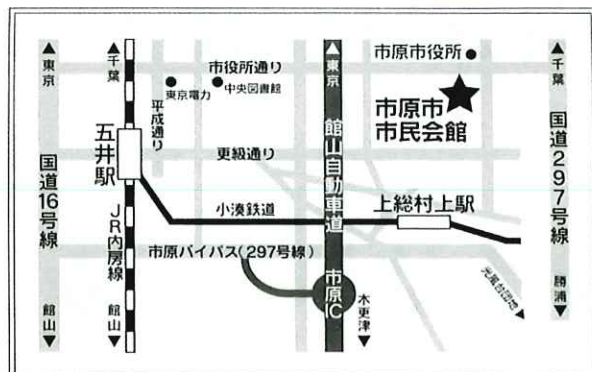 ▲東京
国道16号線
館山▼
▲千葉
五井駅
JR内房線
館山▼
平成通り
市役所通り
東京電力
中央図書館
更級通り
小湊鉄道
市原バイパス(297号線)
▲東京
館山自動車道
市原IC
木更津▼
市原市役所
市原市
市民会館
上総村上駅
光風台団地
▲千葉
国道297号線
勝浦▼